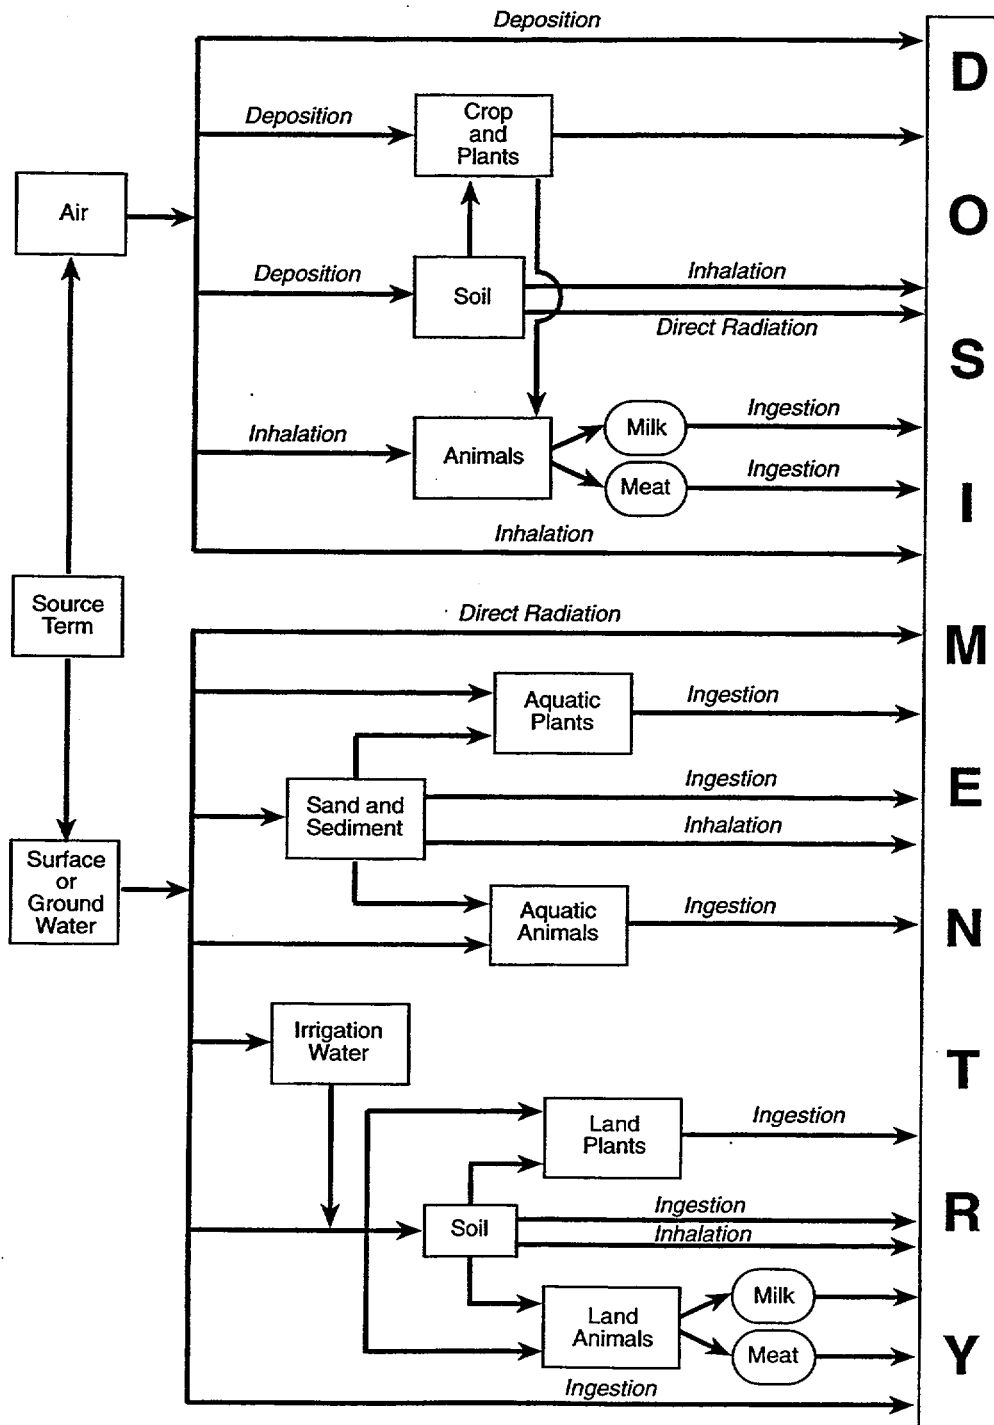 Deposition
Deposition
Crop
and
Plants
Air
Deposition
Soil
Inhalation
Direct Radiation
Inhalation
Animals
Milk
Ingestion
Meat
Ingestion
Inhalation
Source
Term
Direct Radiation
Aquatic
Plants
Ingestion
Sand and
Sediment
Ingestion
Inhalation
Surface
or
Ground
Water
Aquatic
Animals
Ingestion
Irrigation
Water
Land
Plants
Ingestion
Soil
Ingestion
Inhalation
Land
Animals
Milk
Meat
Ingestion
D
O
S
I
M
E
N
T
R
Y